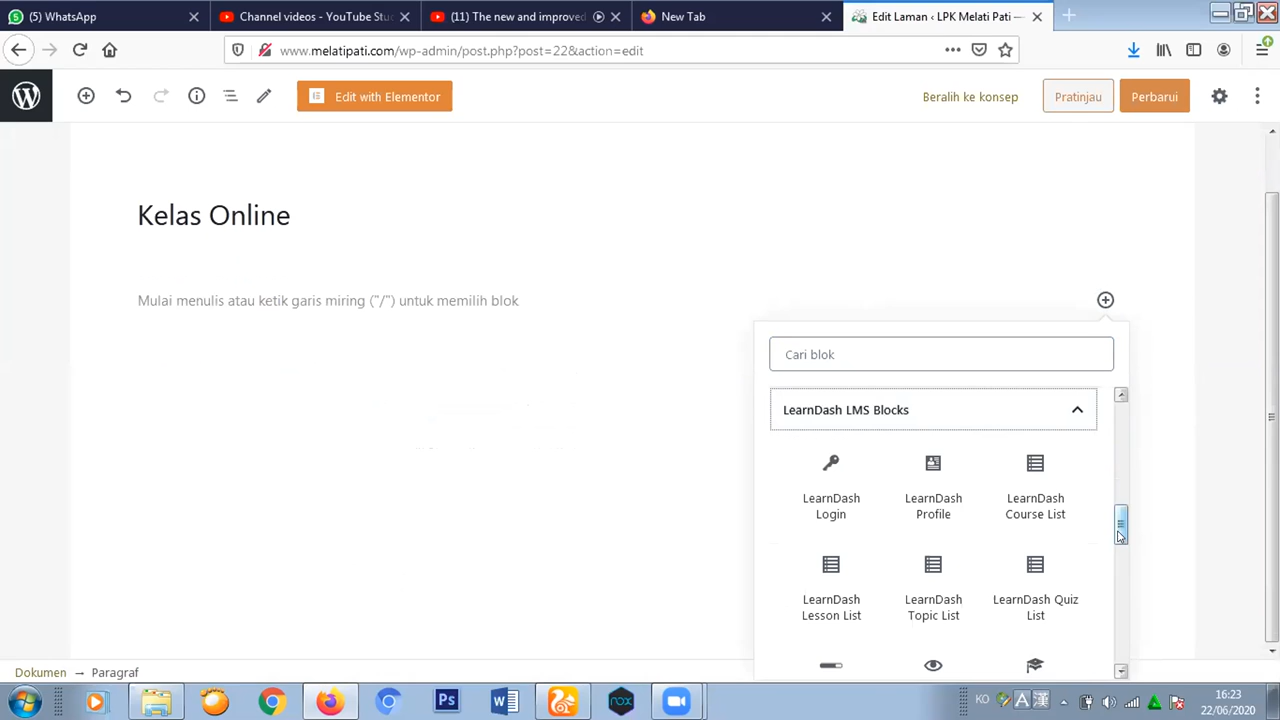 (5) WhatsApp
Channel videos - YouTube Stu
(11) The new and improved
New Tab
Edit Laman ‹ LPK Melati Pati —
www.melatipati.com/wp-admin/post.php?post=22&action=edit
Edit with Elementor
Beralih ke konsep
Pratinjau
Perbarui
Kelas Online
Mulai menulis atau ketik garis miring ("/") untuk memilih blok
Cari blok
LearnDash LMS Blocks
LearnDash
Login
LearnDash
Profile
LearnDash
Course List
LearnDash
Lesson List
LearnDash
Topic List
LearnDash Quiz
List
Dokumen → Paragraf
Ps
nox
KO
A 漢
16:23
22/06/2020